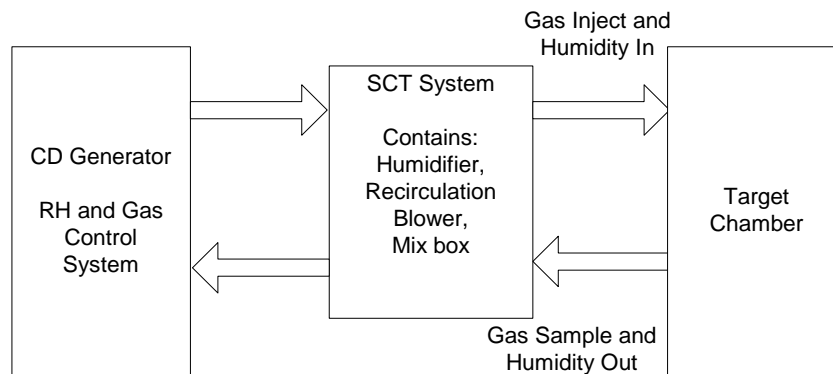 CD Generator
RH and Gas
Control
System
SCT System
Contains:
Humidifier,
Recirculation
Blower,
Mix box
Gas Inject and
Humidity In
Target
Chamber
Gas Sample and
Humidity Out